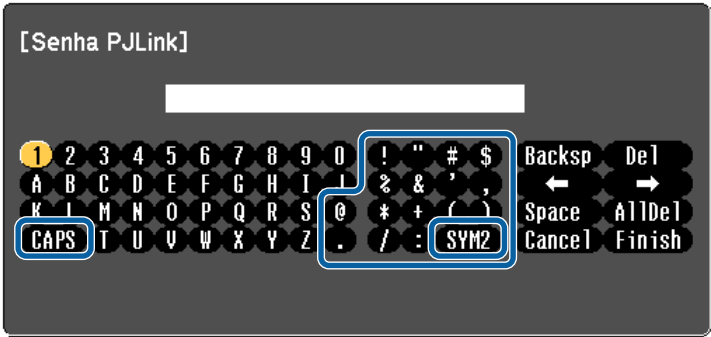 [Senha PJLink]
1 2 3 4 5 6 7 8 9 0 ! " # $ Backsp Del
A B C D E F G H I J % & ' , ← →
K L M N O P Q R S @ * + ( ) Space AllDel
CAPS T U V W X Y Z . / : SYM2 Cancel Finish